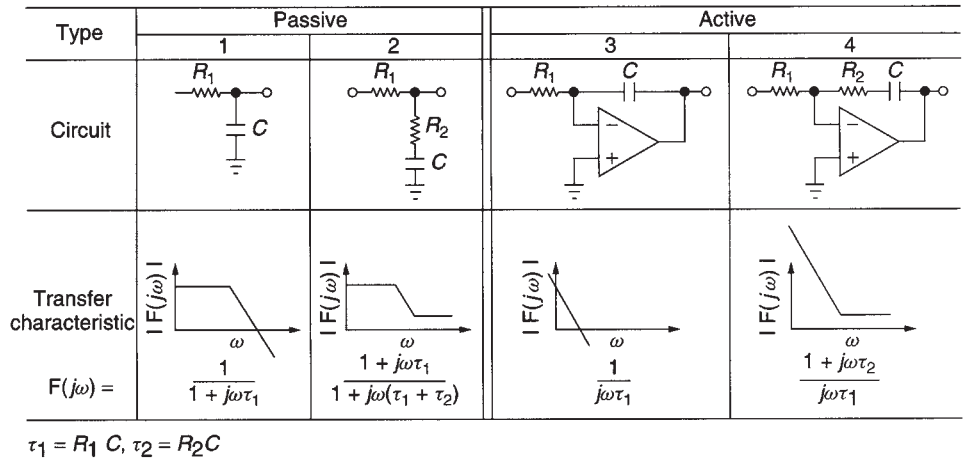 Type Passive Active
1 2 3 4
Circuit
R₁ C
R₁ R₂ C
R₁ C − +
R₁ R₂ C − +
Transfer characteristic
| F(jω) | ω
| F(jω) | ω
| F(jω) | ω
| F(jω) | ω
F(jω) =
1 / 1 + jωτ₁
1 + jωτ₁ / 1 + jω(τ₁ + τ₂)
1 / jωτ₁
1 + jωτ₂ / jωτ₁
τ₁ = R₁ C, τ₂ = R₂C